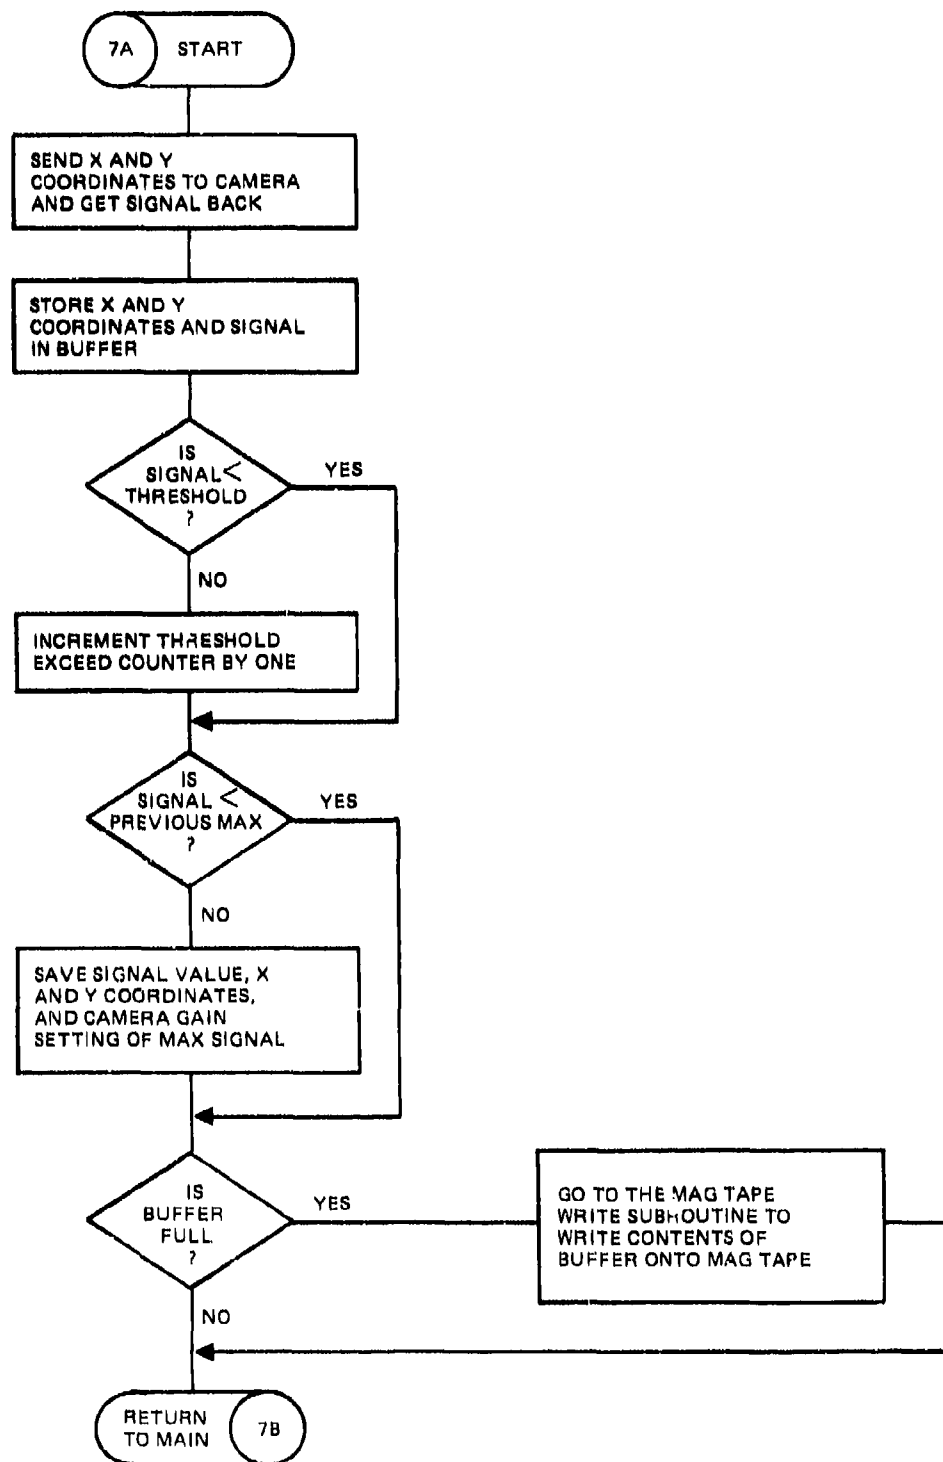 7A START
SEND X AND Y
COORDINATES TO CAMERA
AND GET SIGNAL BACK
STORE X AND Y
COORDINATES AND SIGNAL
IN BUFFER
IS
SIGNAL <
THRESHOLD
?
YES
NO
INCREMENT THRESHOLD
EXCEED COUNTER BY ONE
IS
SIGNAL <
PREVIOUS MAX
?
YES
NO
SAVE SIGNAL VALUE, X
AND Y COORDINATES,
AND CAMERA GAIN
SETTING OF MAX SIGNAL
IS
BUFFER
FULL
?
YES
GO TO THE MAG TAPE
WRITE SUBROUTINE TO
WRITE CONTENTS OF
BUFFER ONTO MAG TAPE
NO
RETURN
TO MAIN
7B